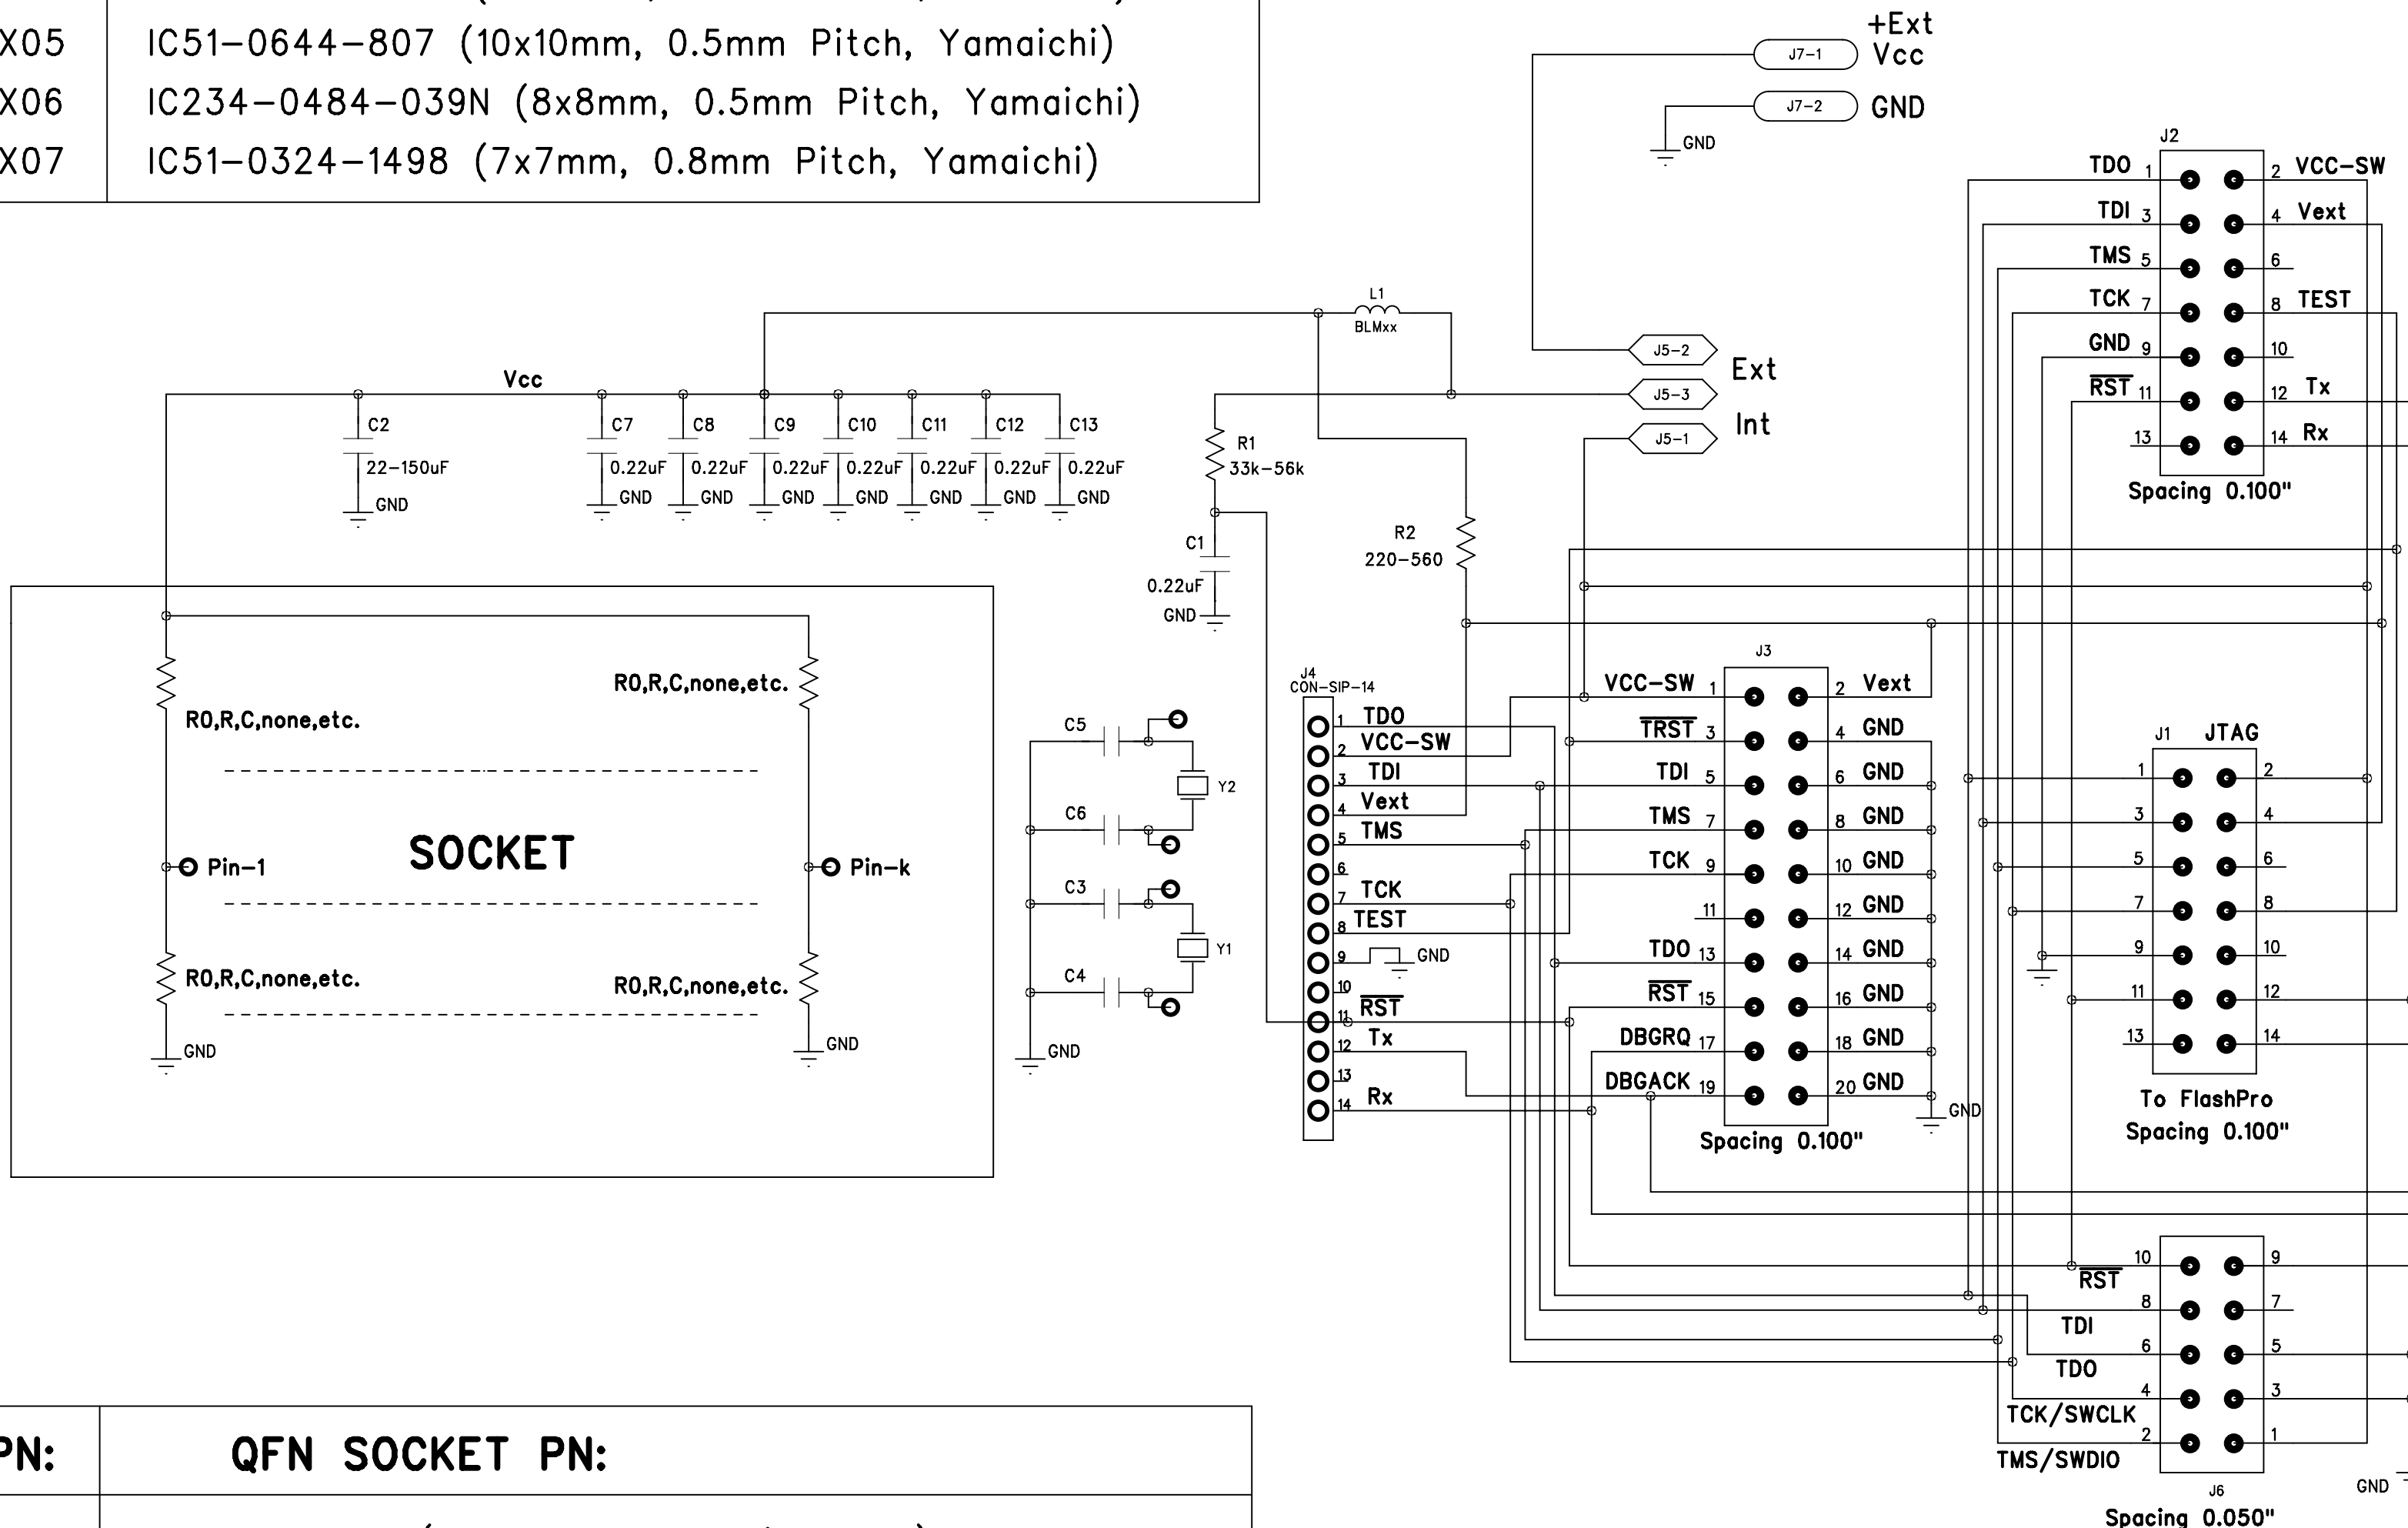 X05 IC51-0644-807 (10x10mm, 0.5mm Pitch, Yamaichi)
X06 IC234-0484-039N (8x8mm, 0.5mm Pitch, Yamaichi)
X07 IC51-0324-1498 (7x7mm, 0.8mm Pitch, Yamaichi)
J7-1
+Ext
Vcc
J7-2 GND
GND
J5-2
Ext
J5-3
Int
J5-1
L1
BLMxx
Vcc
C2
22-150uF
GND
C7
0.22uF
GND
C8
0.22uF
GND
C9
0.22uF
GND
C10
0.22uF
GND
C11
0.22uF
GND
C12
0.22uF
GND
C13
0.22uF
GND
R1
33k-56k
C1
0.22uF
GND
R2
220-560
RO,R,C,none,etc.
RO,R,C,none,etc.
SOCKET
Pin-1
Pin-k
RO,R,C,none,etc.
RO,R,C,none,etc.
GND
GND
C5
Y2
C6
C3
Y1
C4
GND
J4
CON-SIP-14
1 TDO
2 VCC-SW
3 TDI
4 Vext
5 TMS
6
7 TCK
8 TEST
9 GND
10
11 RST
12 Tx
13
14 Rx
J3
VCC-SW 1 2 Vext
TRST 3 4 GND
TDI 5 6 GND
TMS 7 8 GND
TCK 9 10 GND
11 12 GND
TDO 13 14 GND
RST 15 16 GND
DBGRQ 17 18 GND
DBGACK 19 20 GND
GND
Spacing 0.100"
J2
TDO 1 2 VCC-SW
TDI 3 4 Vext
TMS 5 6
TCK 7 8 TEST
GND 9 10
RST 11 12 Tx
13 14 Rx
Spacing 0.100"
J1 JTAG
1 2
3 4
5 6
7 8
9 10
11 12
13 14
To FlashPro
Spacing 0.100"
10 9
RST
8 7
TDI
6 5
TDO
4 3
TCK/SWCLK
2 1
TMS/SWDIO
J6
GND
Spacing 0.050"
PN: QFN SOCKET PN: